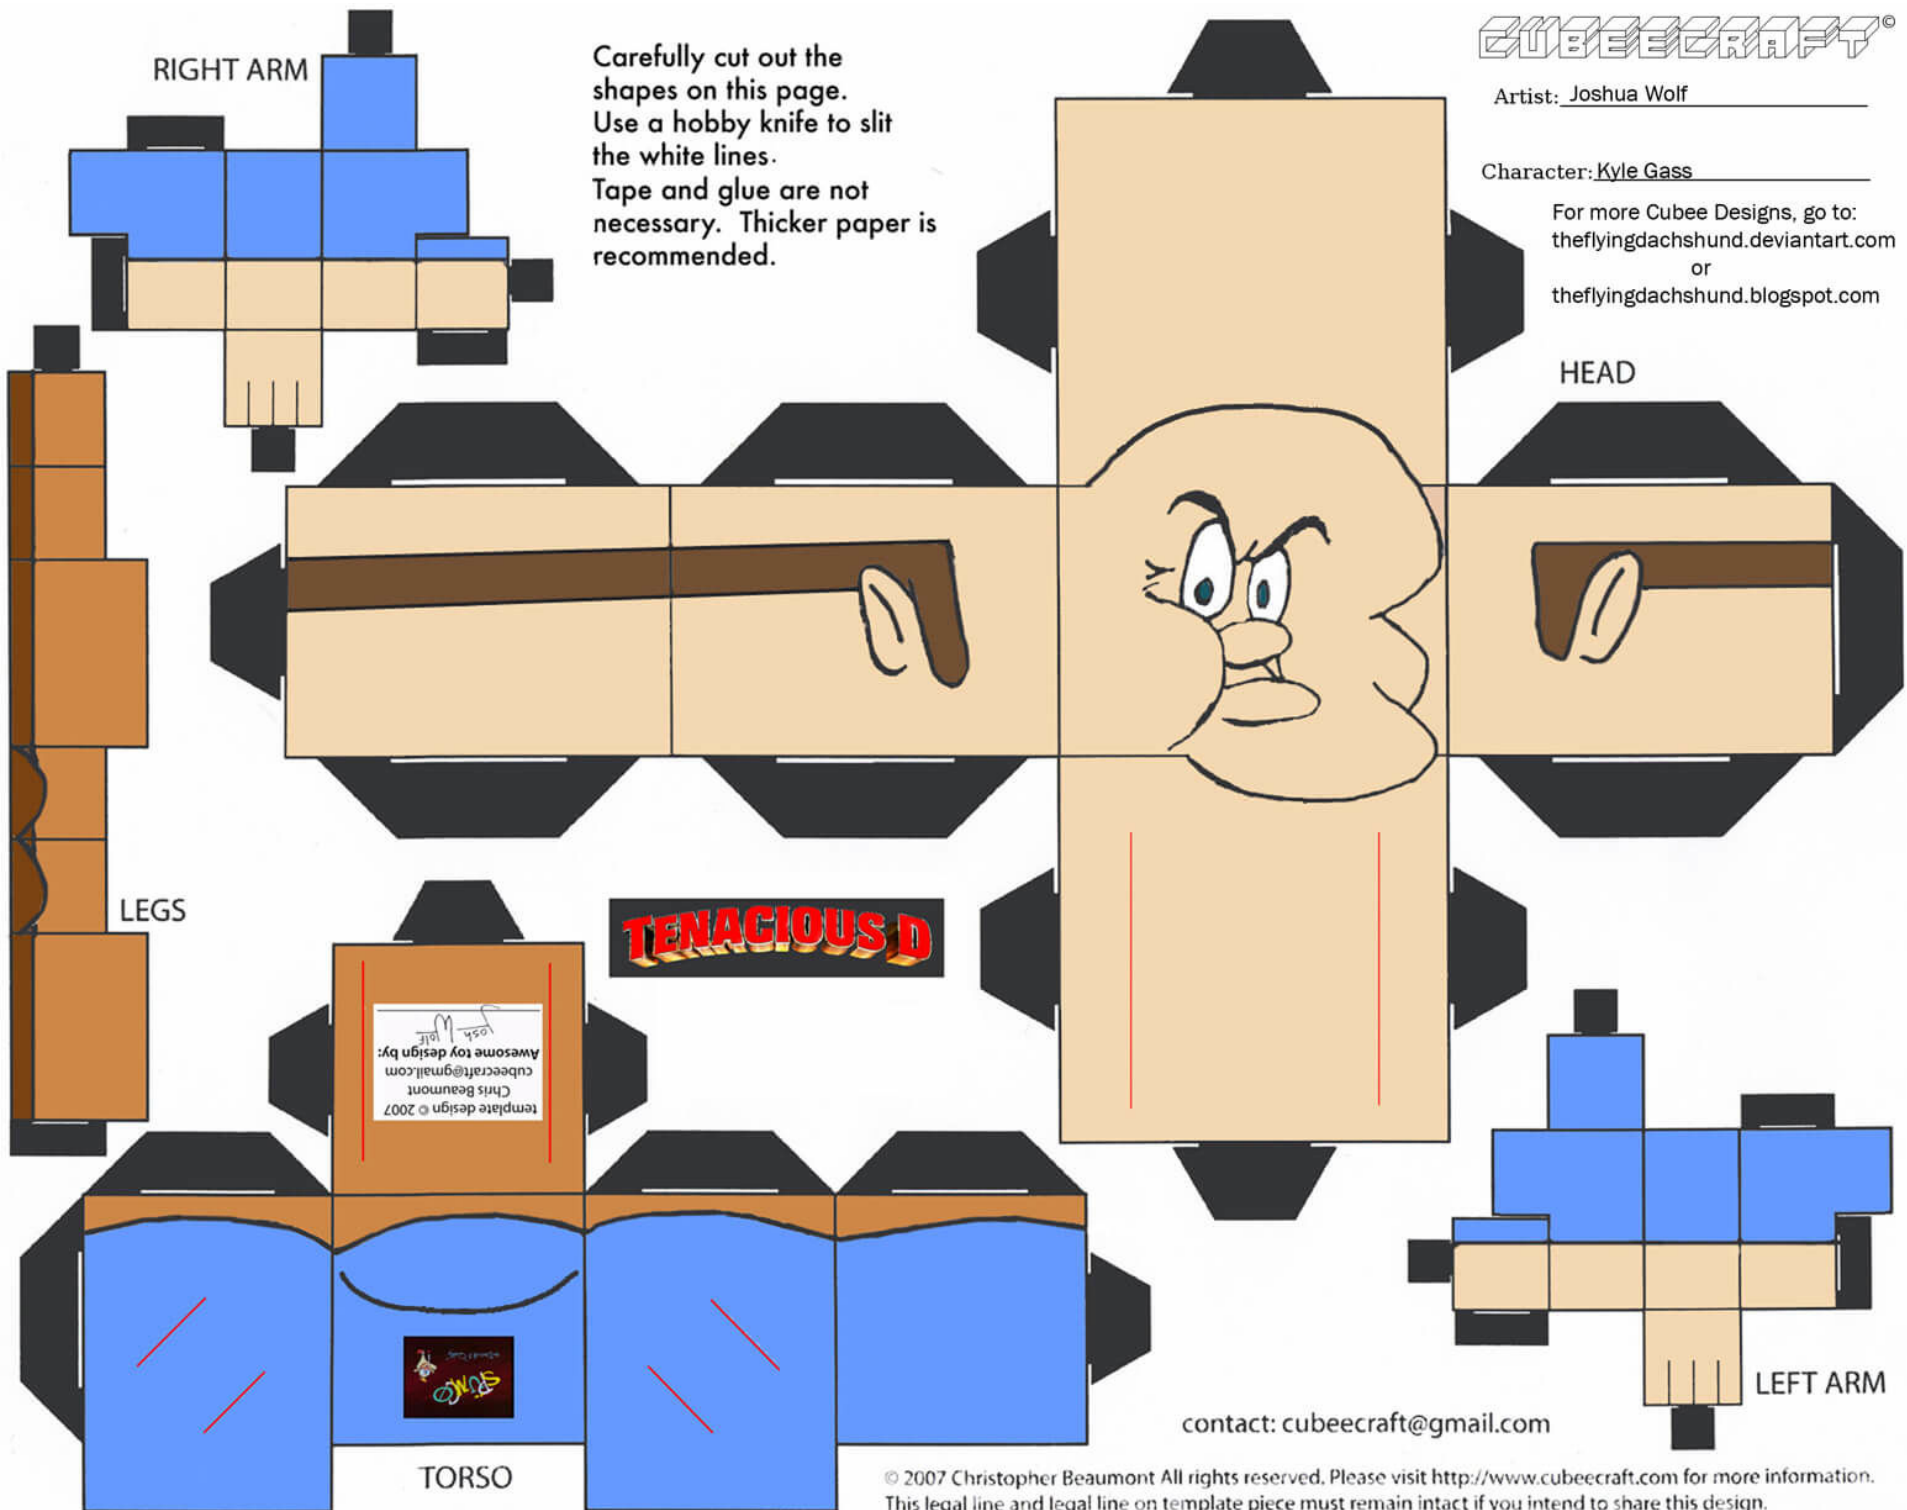 RIGHT ARM
Carefully cut out the
shapes on this page.
Use a hobby knife to slit
the white lines.
Tape and glue are not
necessary. Thicker paper is
recommended.
CUBEECRAFT©
Artist: Joshua Wolf
Character: Kyle Gass
For more Cubee Designs, go to:
theflyingdachshund.deviantart.com
or
theflyingdachshund.blogspot.com
HEAD
LEGS
TENACIOUS D
template design © 2007
Chris Beaumont
cubeecraft@gmail.com
Awesome toy design by:
Josh Wolf
SPUMCO
TORSO
LEFT ARM
contact: cubeecraft@gmail.com
© 2007 Christopher Beaumont All rights reserved. Please visit http://www.cubeecraft.com for more information.
This legal line and legal line on template piece must remain intact if you intend to share this design.